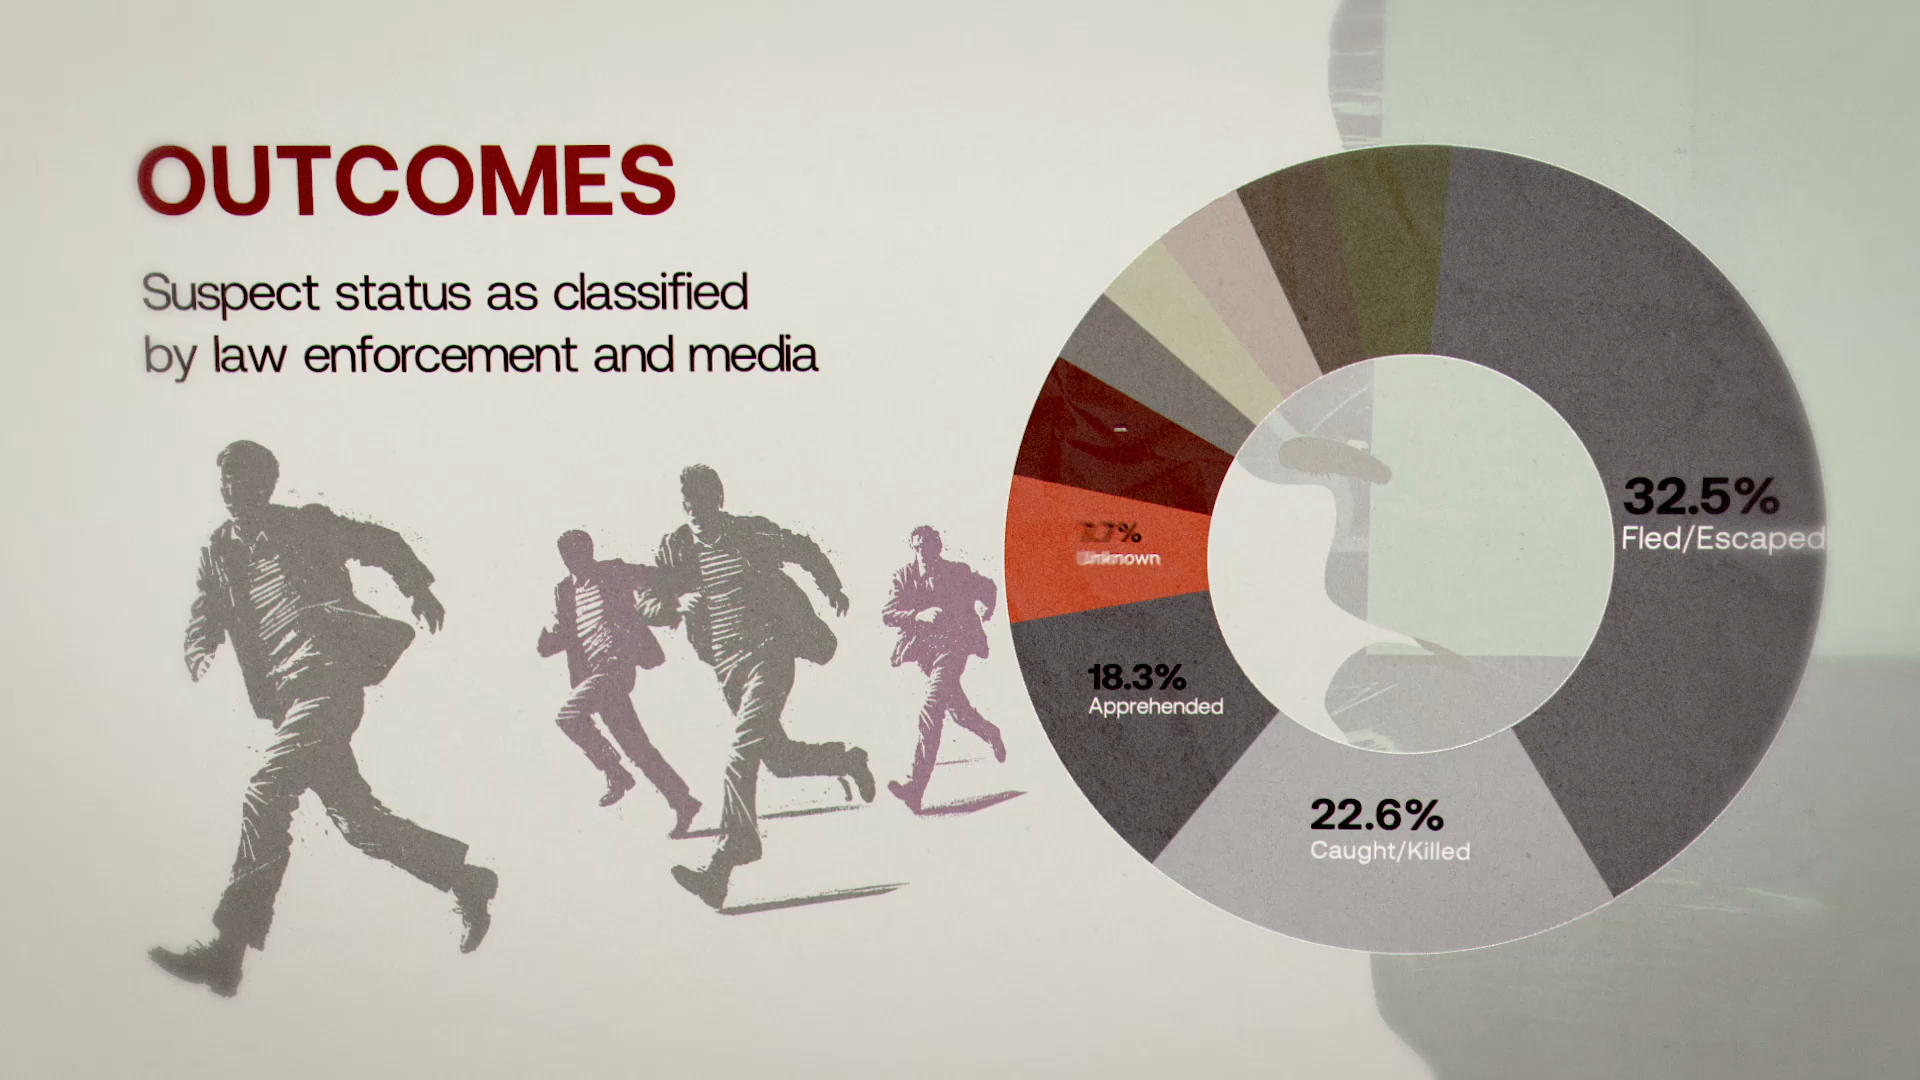 OUTCOMES
Suspect status as classified
by law enforcement and media
32.5%
Fled/Escaped
Unknown
18.3%
Apprehended
22.6%
Caught/Killed